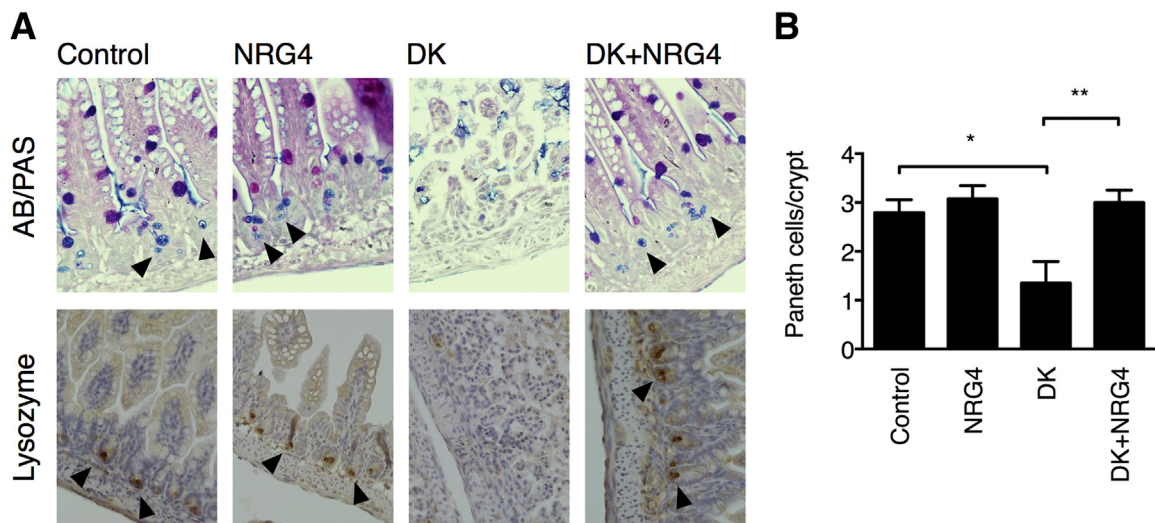 A
Control
NRG4
DK
DK+NRG4
AB/PAS
Lysozyme
B
*
**
Paneth cells/crypt
4
3
2
1
0
Control
NRG4
DK
DK+NRG4